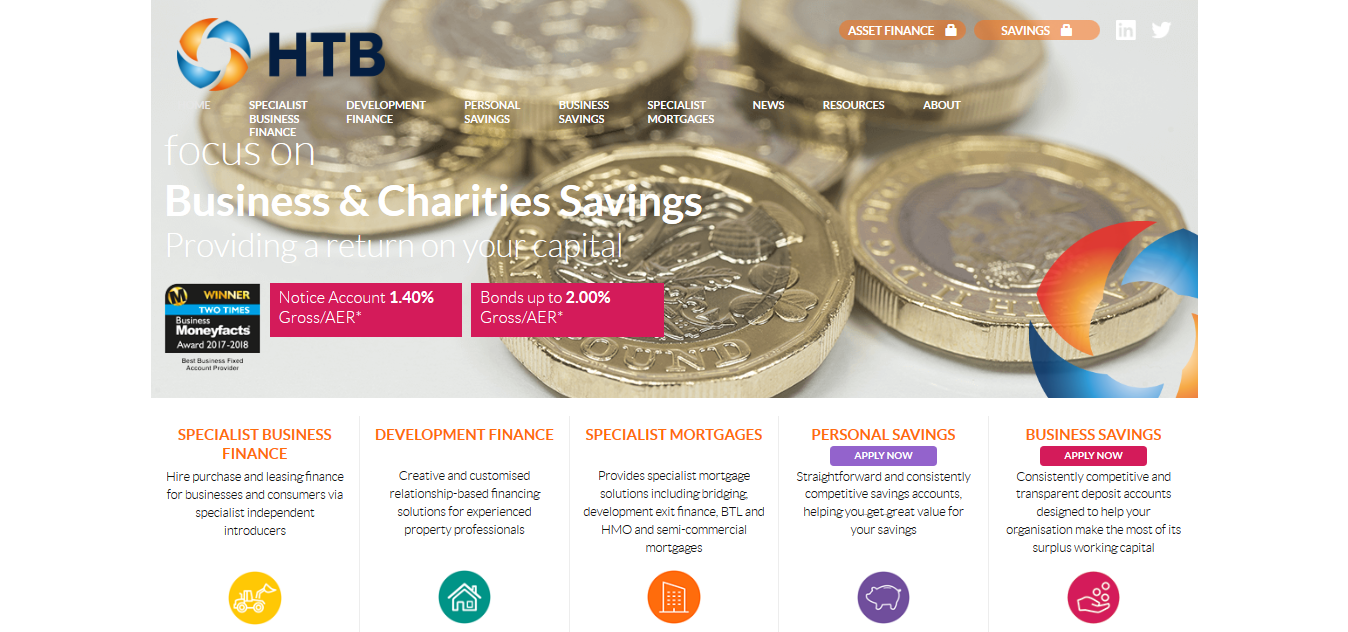 HTB
ASSET FINANCE
SAVINGS
in
HOME
SPECIALIST
BUSINESS
FINANCE
DEVELOPMENT
FINANCE
PERSONAL
SAVINGS
BUSINESS
SAVINGS
SPECIALIST
MORTGAGES
NEWS
RESOURCES
ABOUT
focus on
Business & Charities Savings
Providing a return on your capital
M WINNER
TWO TIMES
Business
Moneyfacts
Award 2017-2018
Best Business Fixed
Account Provider
Notice Account 1.40%
Gross/AER*
Bonds up to 2.00%
Gross/AER*
OUND
SPECIALIST BUSINESS
FINANCE
Hire purchase and leasing finance
for businesses and consumers via
specialist independent
introducers
DEVELOPMENT FINANCE
Creative and customised
relationship-based financing
solutions for experienced
property professionals
SPECIALIST MORTGAGES
Provides specialist mortgage
solutions including bridging,
development exit finance, BTL and
HMO and semi-commercial
mortgages
PERSONAL SAVINGS
APPLY NOW
Straightforward and consistently
competitive savings accounts,
helping you get great value for
your savings
BUSINESS SAVINGS
APPLY NOW
Consistently competitive and
transparent deposit accounts
designed to help your
organisation make the most of its
surplus working capital